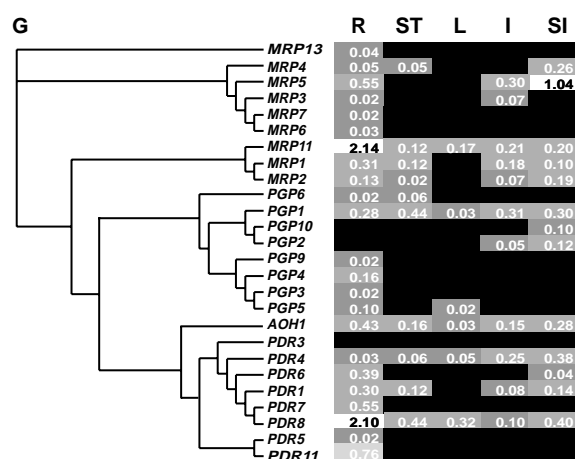 G R ST L I SI
MRP13 0.04
MRP4 0.05 0.05 0.26
MRP5 0.55 0.30 1.04
MRP3 0.02 0.07
MRP7 0.02
MRP6 0.03
MRP11 2.14 0.12 0.17 0.21 0.20
MRP1 0.31 0.12 0.18 0.10
MRP2 0.13 0.02 0.07 0.19
PGP6 0.02 0.06
PGP1 0.28 0.44 0.03 0.31 0.30
PGP10 0.10
PGP2 0.05 0.12
PGP9 0.02
PGP4 0.16
PGP3 0.02
PGP5 0.10 0.02
AOH1 0.43 0.16 0.03 0.15 0.28
PDR3
PDR4 0.03 0.06 0.05 0.25 0.38
PDR6 0.39 0.04
PDR1 0.30 0.12 0.08 0.14
PDR7 0.55
PDR8 2.10 0.44 0.32 0.10 0.40
PDR5 0.02
PDR11 0.76